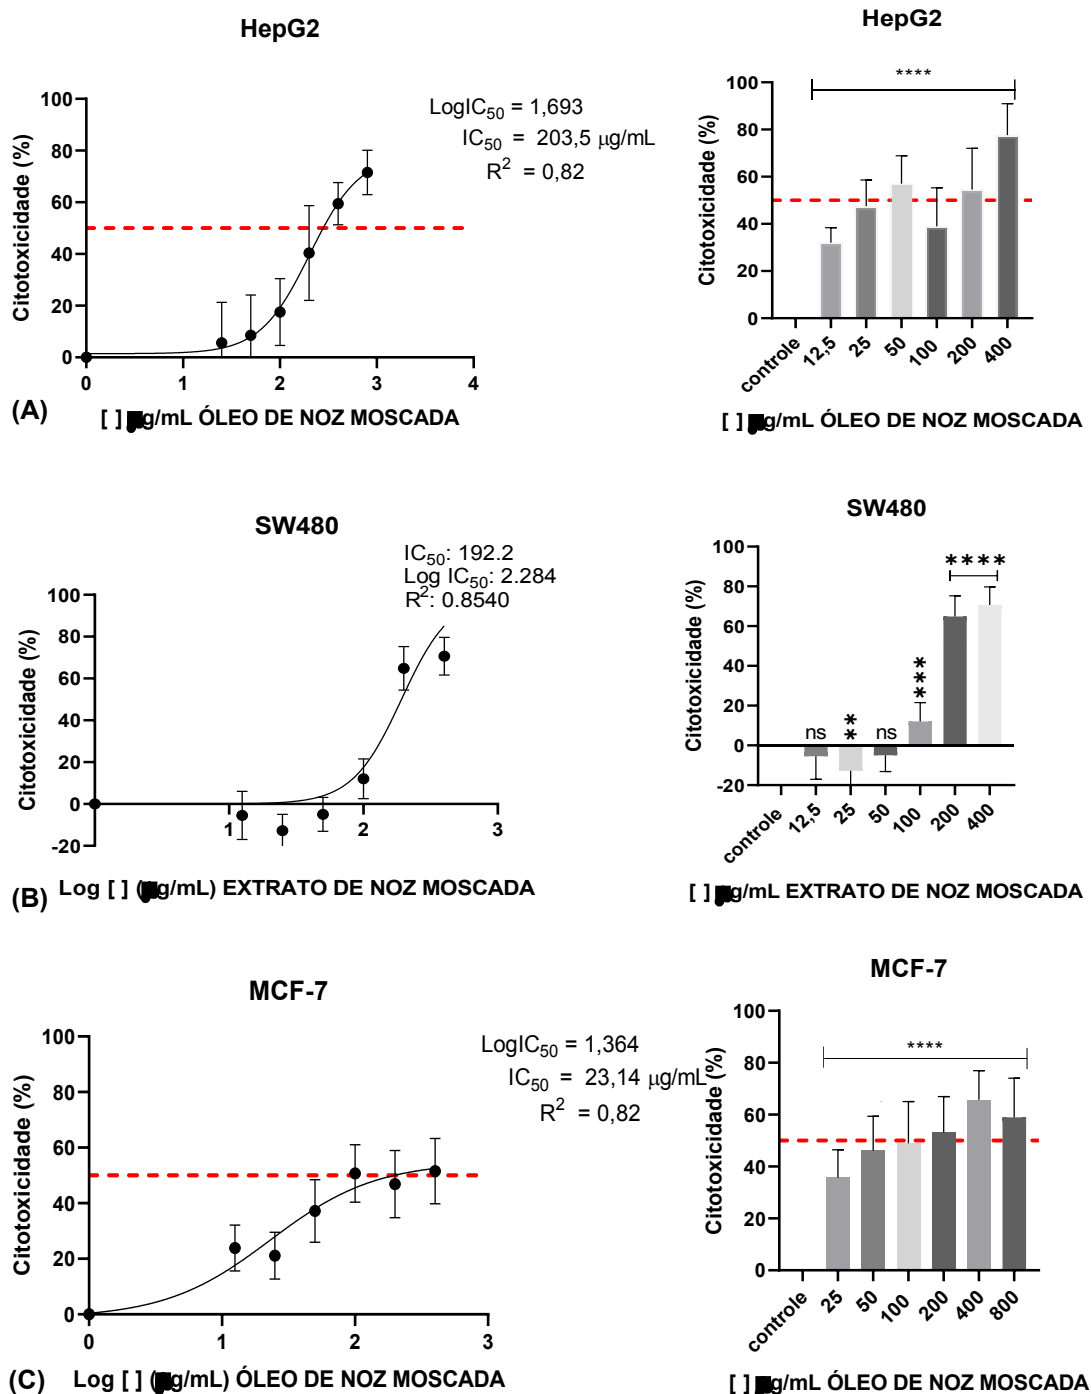 HepG2
LogIC50 = 1,693
IC50 = 203,5 μg/mL
R2 = 0,82
Citotoxicidade (%)
100
80
60
40
20
0
0 1 2 3 4
(A)
[ ] g/mL ÓLEO DE NOZ MOSCADA
HepG2
****
Citotoxicidade (%)
100
80
60
40
20
0
controle 12,5 25 50 100 200 400
[ ] g/mL ÓLEO DE NOZ MOSCADA
SW480
IC50: 192.2
Log IC50: 2.284
R2: 0.8540
Citotoxicidade (%)
100
80
60
40
20
0
-20
1 2 3
(B)
Log [ ] ( g/mL) EXTRATO DE NOZ MOSCADA
SW480
Citotoxicidade (%)
100
80
60
40
20
0
-20
ns ** ns *** ****
controle 12,5 25 50 100 200 400
[ ] g/mL EXTRATO DE NOZ MOSCADA
MCF-7
LogIC50 = 1,364
IC50 = 23,14 μg/mL
R2 = 0,82
Citotoxicidade (%)
100
80
60
40
20
0
0 1 2 3
(C)
Log [ ] ( g/mL) ÓLEO DE NOZ MOSCADA
MCF-7
****
Citotoxicidade (%)
100
80
60
40
20
0
controle 25 50 100 200 400 800
[ ] g/mL ÓLEO DE NOZ MOSCADA